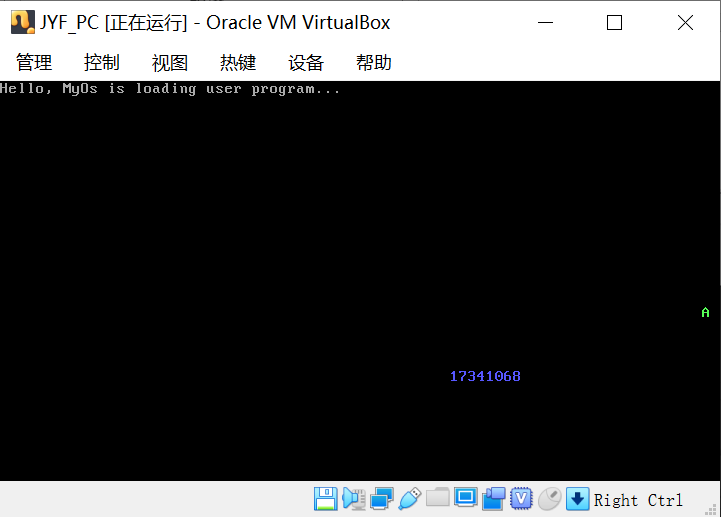 JYF_PC [正在运行] - Oracle VM VirtualBox
管理 控制 视图 热键 设备 帮助
Hello, MyOs is loading user program...
A
17341068
Right Ctrl